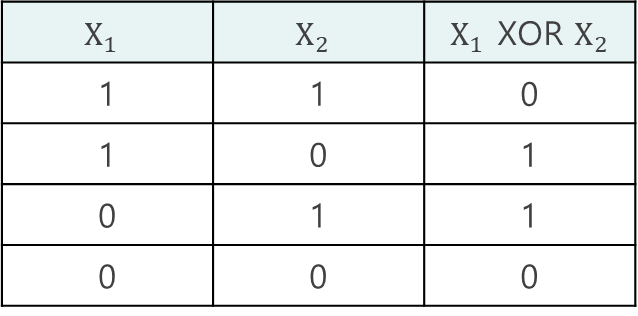 X₁ X₂ X₁ XOR X₂
1 1 0
1 0 1
0 1 1
0 0 0